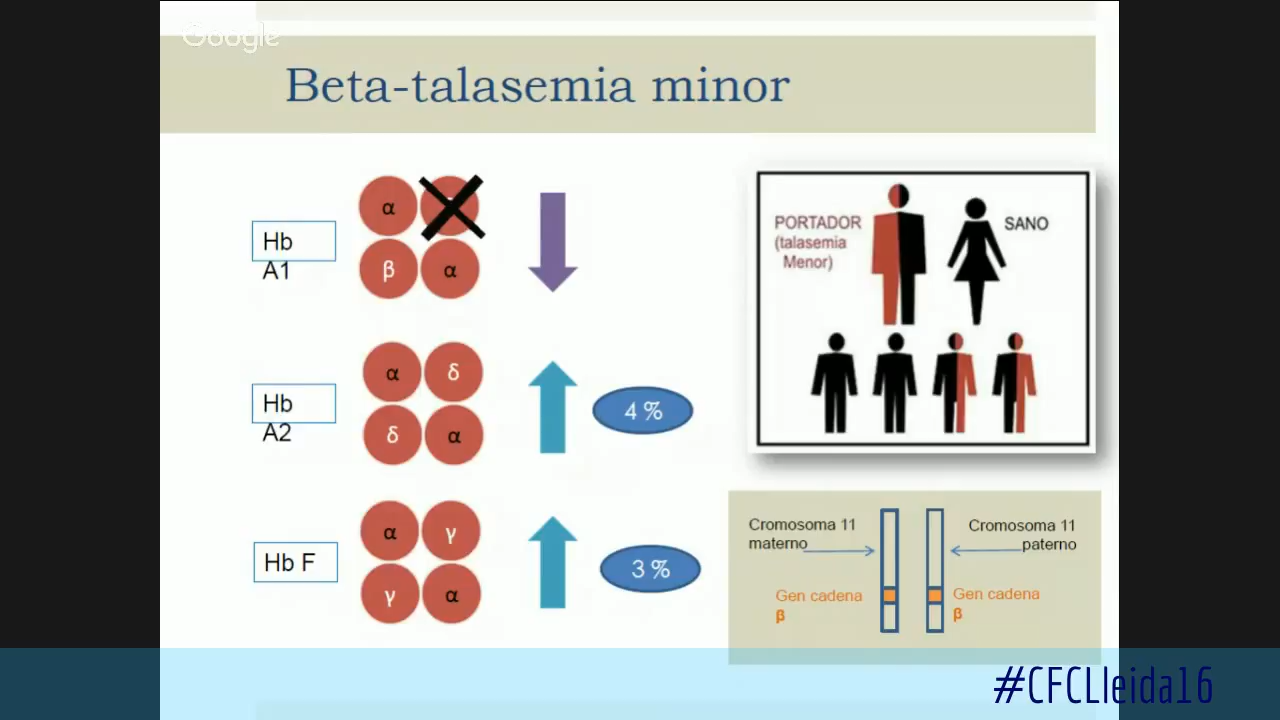 Google
Beta-talasemia minor
Hb
A1
α
β
α
Hb
A2
α
δ
δ
α
4 %
Hb F
α
γ
γ
α
3 %
PORTADOR
(talasemia
Menor)
SANO
Cromosoma 11
materno
Cromosoma 11
paterno
Gen cadena
β
Gen cadena
β
#CFCLleida16